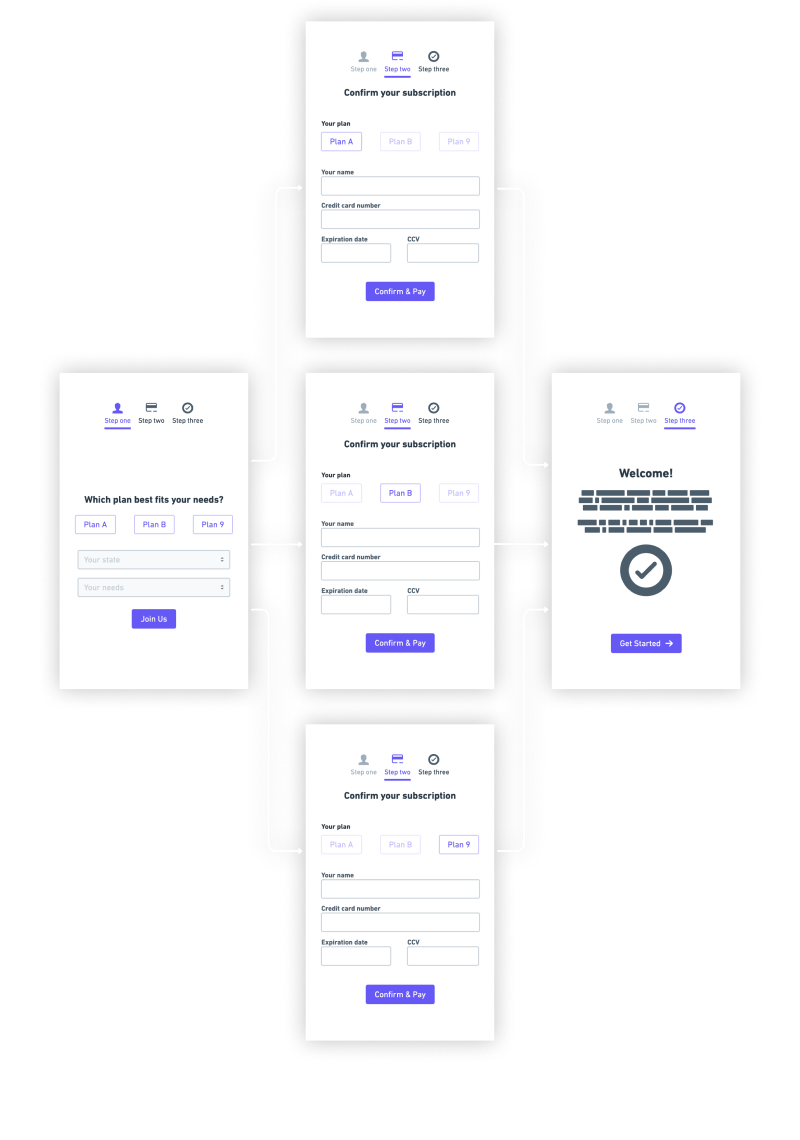 Step one Step two Step three
Confirm your subscription
Your plan
Plan A Plan B Plan 9
Your name
Credit card number
Expiration date CCV
Confirm & Pay
Step one Step two Step three
Which plan best fits your needs?
Plan A Plan B Plan 9
Your state
Your needs
Join Us
Step one Step two Step three
Confirm your subscription
Your plan
Plan A Plan B Plan 9
Your name
Credit card number
Expiration date CCV
Confirm & Pay
Step one Step two Step three
Welcome!
Get Started
Step one Step two Step three
Confirm your subscription
Your plan
Plan A Plan B Plan 9
Your name
Credit card number
Expiration date CCV
Confirm & Pay